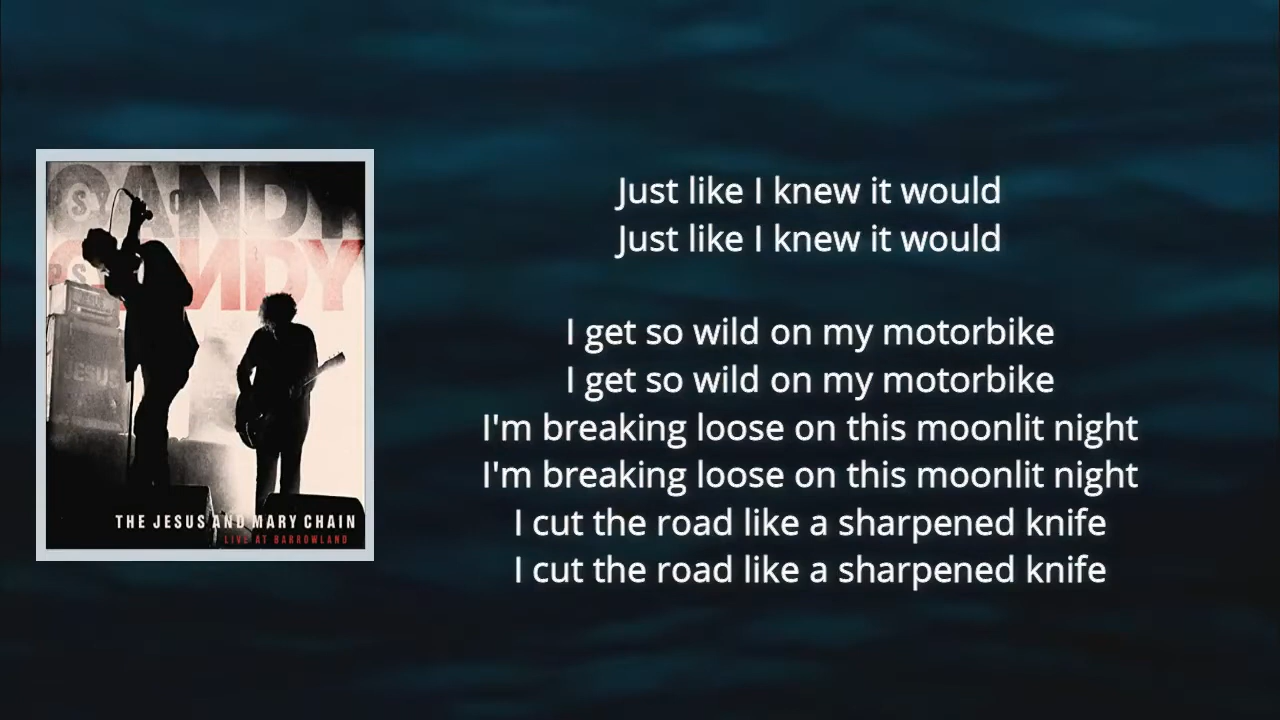 CANDY
PSYCHO
CANDY
PS
JESUS
THE JESUS AND MARY CHAIN
LIVE AT BARROWLAND
Just like I knew it would
Just like I knew it would
I get so wild on my motorbike
I get so wild on my motorbike
I'm breaking loose on this moonlit night
I'm breaking loose on this moonlit night
I cut the road like a sharpened knife
I cut the road like a sharpened knife